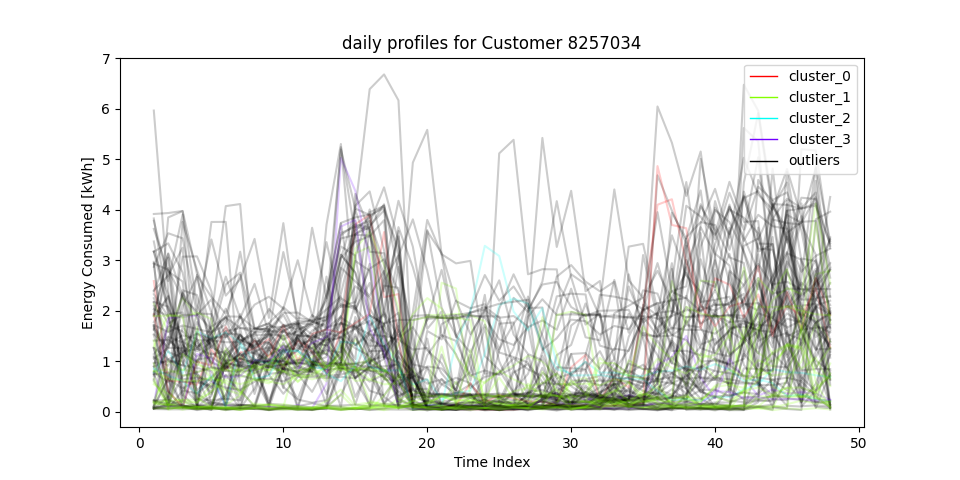 daily profiles for Customer 8257034
Energy Consumed [kWh]
7
6
5
4
3
2
1
0
cluster_0
cluster_1
cluster_2
cluster_3
outliers
0 10 20 30 40 50
Time Index